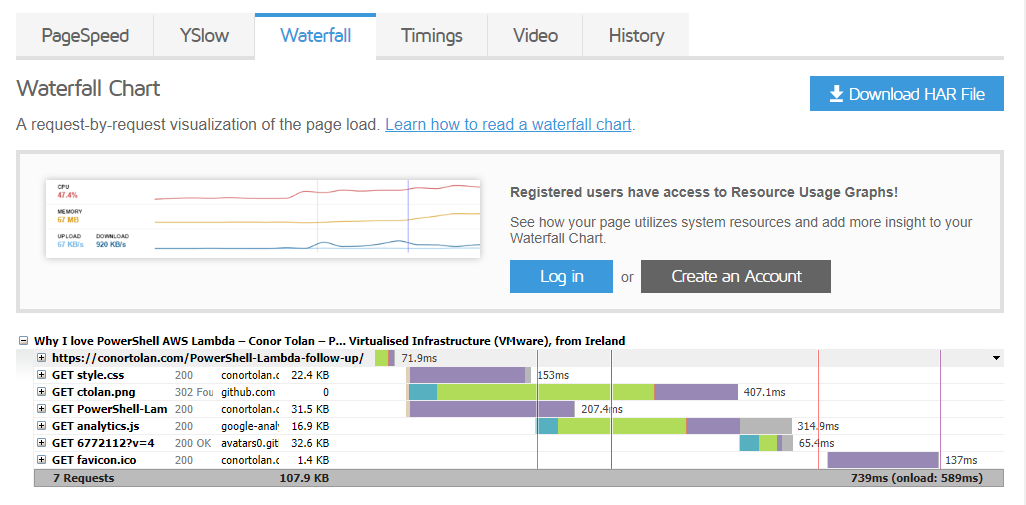 PageSpeed YSlow Waterfall Timings Video History
Waterfall Chart
Download HAR File
A request-by-request visualization of the page load. Learn how to read a waterfall chart.
CPU
47.4%
MEMORY
67 MB
UPLOAD DOWNLOAD
67 KB/s 920 KB/s
Registered users have access to Resource Usage Graphs!
See how your page utilizes system resources and add more insight to your
Waterfall Chart.
Log in or Create an Account
Why I love PowerShell AWS Lambda – Conor Tolan – P... Virtualised Infrastructure (VMware), from Ireland
https://conortolan.com/PowerShell-Lambda-follow-up/ 71.9ms
GET style.css 200 conortolan.c 22.4 KB 153ms
GET ctolan.png 302 Fou github.com 0 407.1ms
GET PowerShell-Lam 200 conortolan.c 31.5 KB 207.4ms
GET analytics.js 200 google-anal 16.9 KB 314.9ms
GET 6772112?v=4 200 OK avatars0.git 32.6 KB 65.4ms
GET favicon.ico 200 conortolan.c 1.4 KB 137ms
7 Requests 107.9 KB 739ms (onload: 589ms)